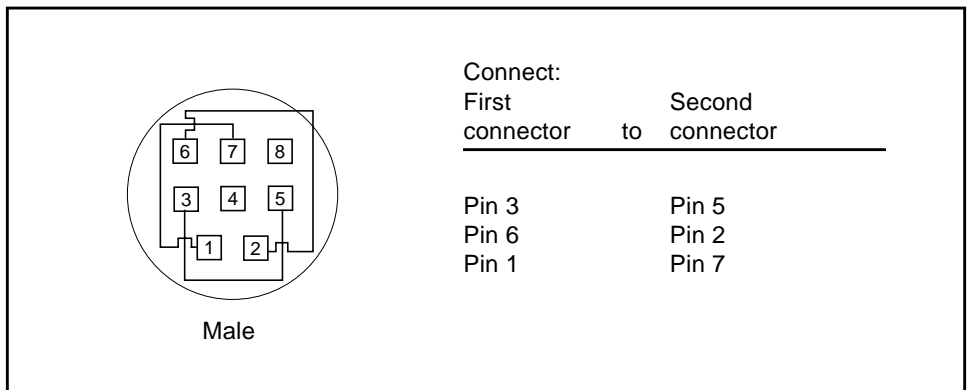 Connect:
First Second
connector to connector
6 7 8
3 4 5
1 2
Pin 3 Pin 5
Pin 6 Pin 2
Pin 1 Pin 7
Male